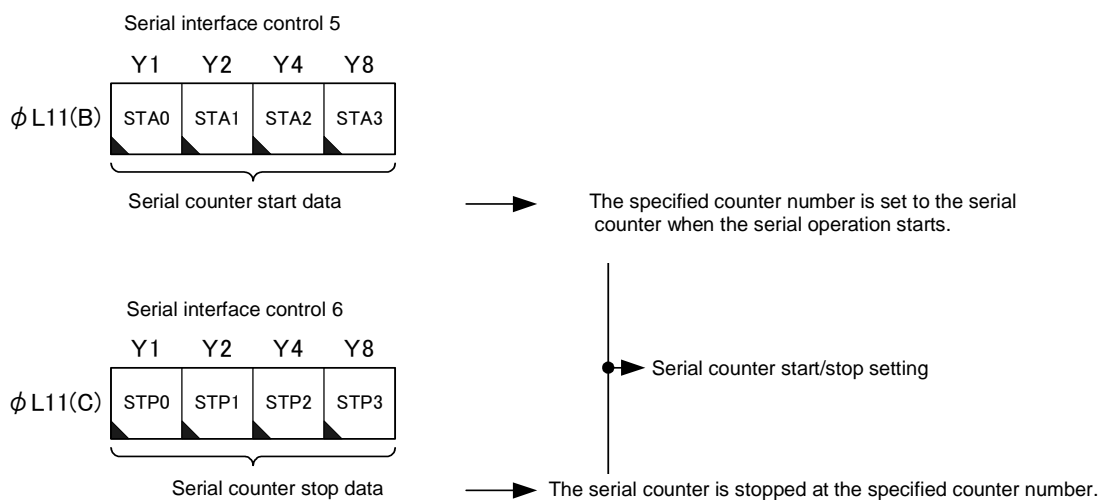 Serial interface control 5
Y1 Y2 Y4 Y8
ϕL11(B) STA0 STA1 STA2 STA3
Serial counter start data
The specified counter number is set to the serial
counter when the serial operation starts.
Serial interface control 6
Y1 Y2 Y4 Y8
Serial counter start/stop setting
ϕL11(C) STP0 STP1 STP2 STP3
Serial counter stop data
The serial counter is stopped at the specified counter number.